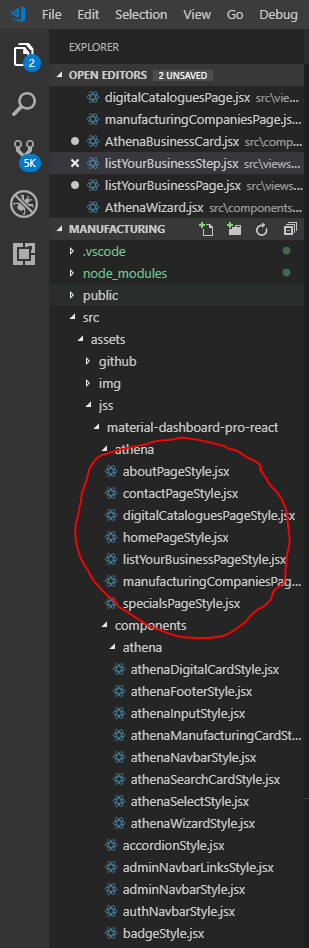 File Edit Selection View Go Debug
EXPLORER
2
OPEN EDITORS 2 UNSAVED
digitalCataloguesPage.jsx src\vie...
manufacturingCompaniesPage.js...
AthenaBusinessCard.jsx src\comp...
listYourBusinessStep.jsx src\views...
5K
listYourBusinessPage.jsx src\views...
AthenaWizard.jsx src\components...
MANUFACTURING
.vscode
node_modules
public
src
assets
github
img
jss
material-dashboard-pro-react
athena
aboutPageStyle.jsx
contactPageStyle.jsx
digitalCataloguesPageStyle.jsx
homePageStyle.jsx
listYourBusinessPageStyle.jsx
manufacturingCompaniesPag...
specialsPageStyle.jsx
components
athena
athenaDigitalCardStyle.jsx
athenaFooterStyle.jsx
athenaInputStyle.jsx
athenaManufacturingCardSt...
athenaNavbarStyle.jsx
athenaSearchCardStyle.jsx
athenaSelectStyle.jsx
athenaWizardStyle.jsx
accordionStyle.jsx
adminNavbarLinksStyle.jsx
adminNavbarStyle.jsx
authNavbarStyle.jsx
badgeStyle.jsx